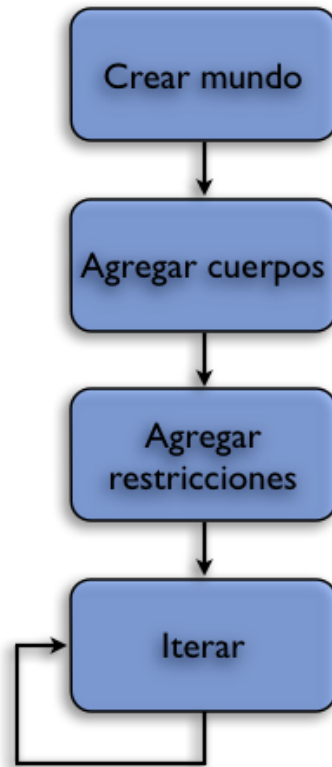 Crear mundo
Agregar cuerpos
Agregar
restricciones
Iterar